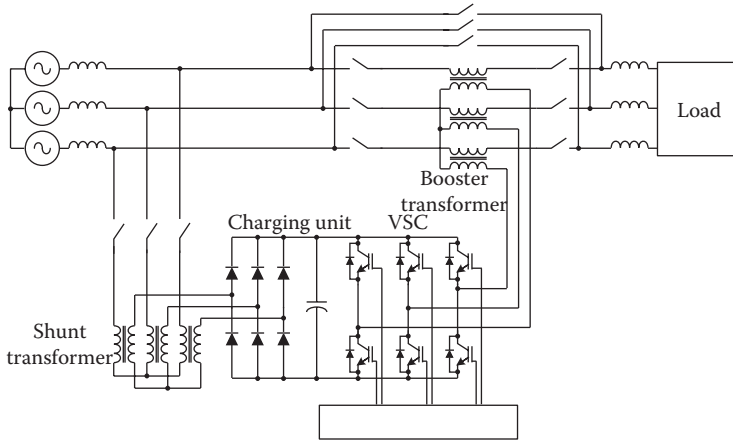 Load
Booster
transformer
Charging unit
VSC
Shunt
transformer